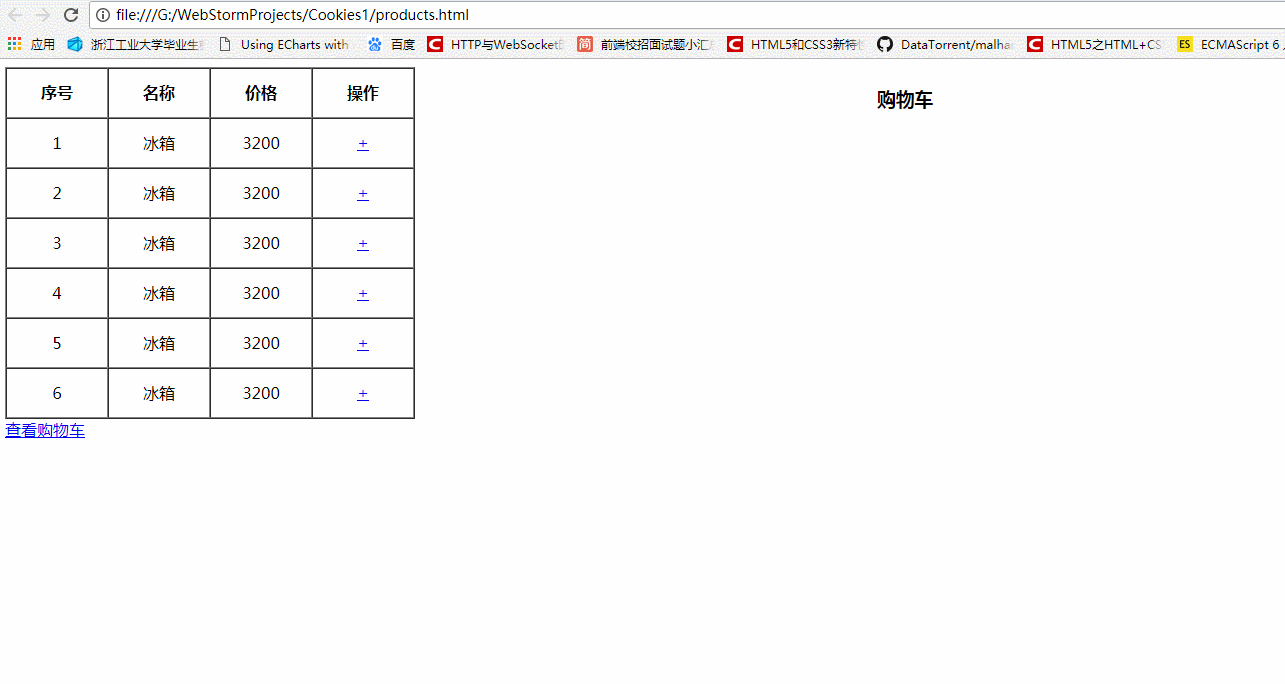 file:///G:/WebStormProjects/Cookies1/products.html
应用 浙江工业大学毕业生 Using ECharts with 百度 HTTP与WebSocket 简 前端校招面试题小汇 HTML5和CSS3新特 DataTorrent/malha HTML5之HTML+CS ES ECMAScript 6
序号 名称 价格 操作
1 冰箱 3200 +
2 冰箱 3200 +
3 冰箱 3200 +
4 冰箱 3200 +
5 冰箱 3200 +
6 冰箱 3200 +
查看购物车
购物车